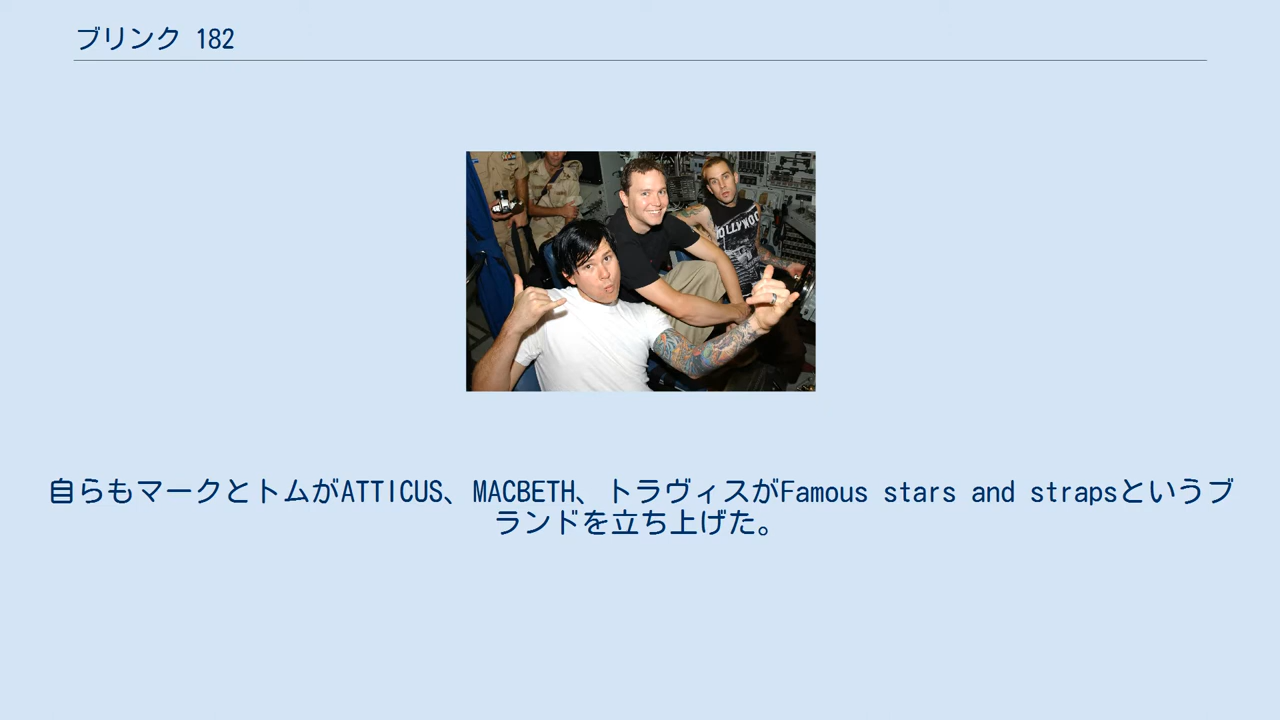 ブリンク 182
HOLLYWOO
自らもマークとトムがATTICUS、MACBETH、トラヴィスがFamous stars and strapsというブ
ランドを立ち上げた。